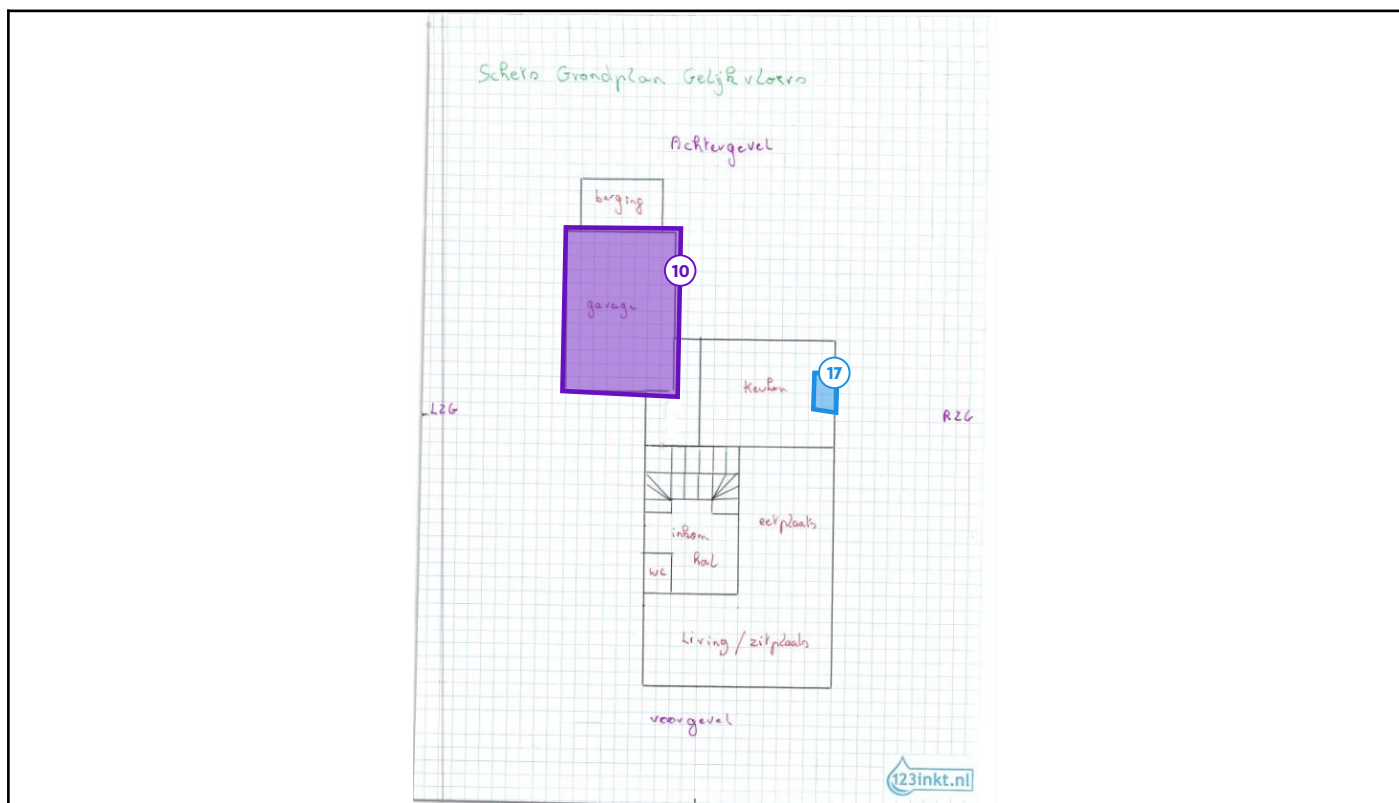 Schets Grondplan Gelijkvloers
Achtergevel
berging
10
garage
17
Keuken
LZG
RZG
eetplaats
inkom
hal
WC
Living / zitplaats
voorgevel
123inkt.nl